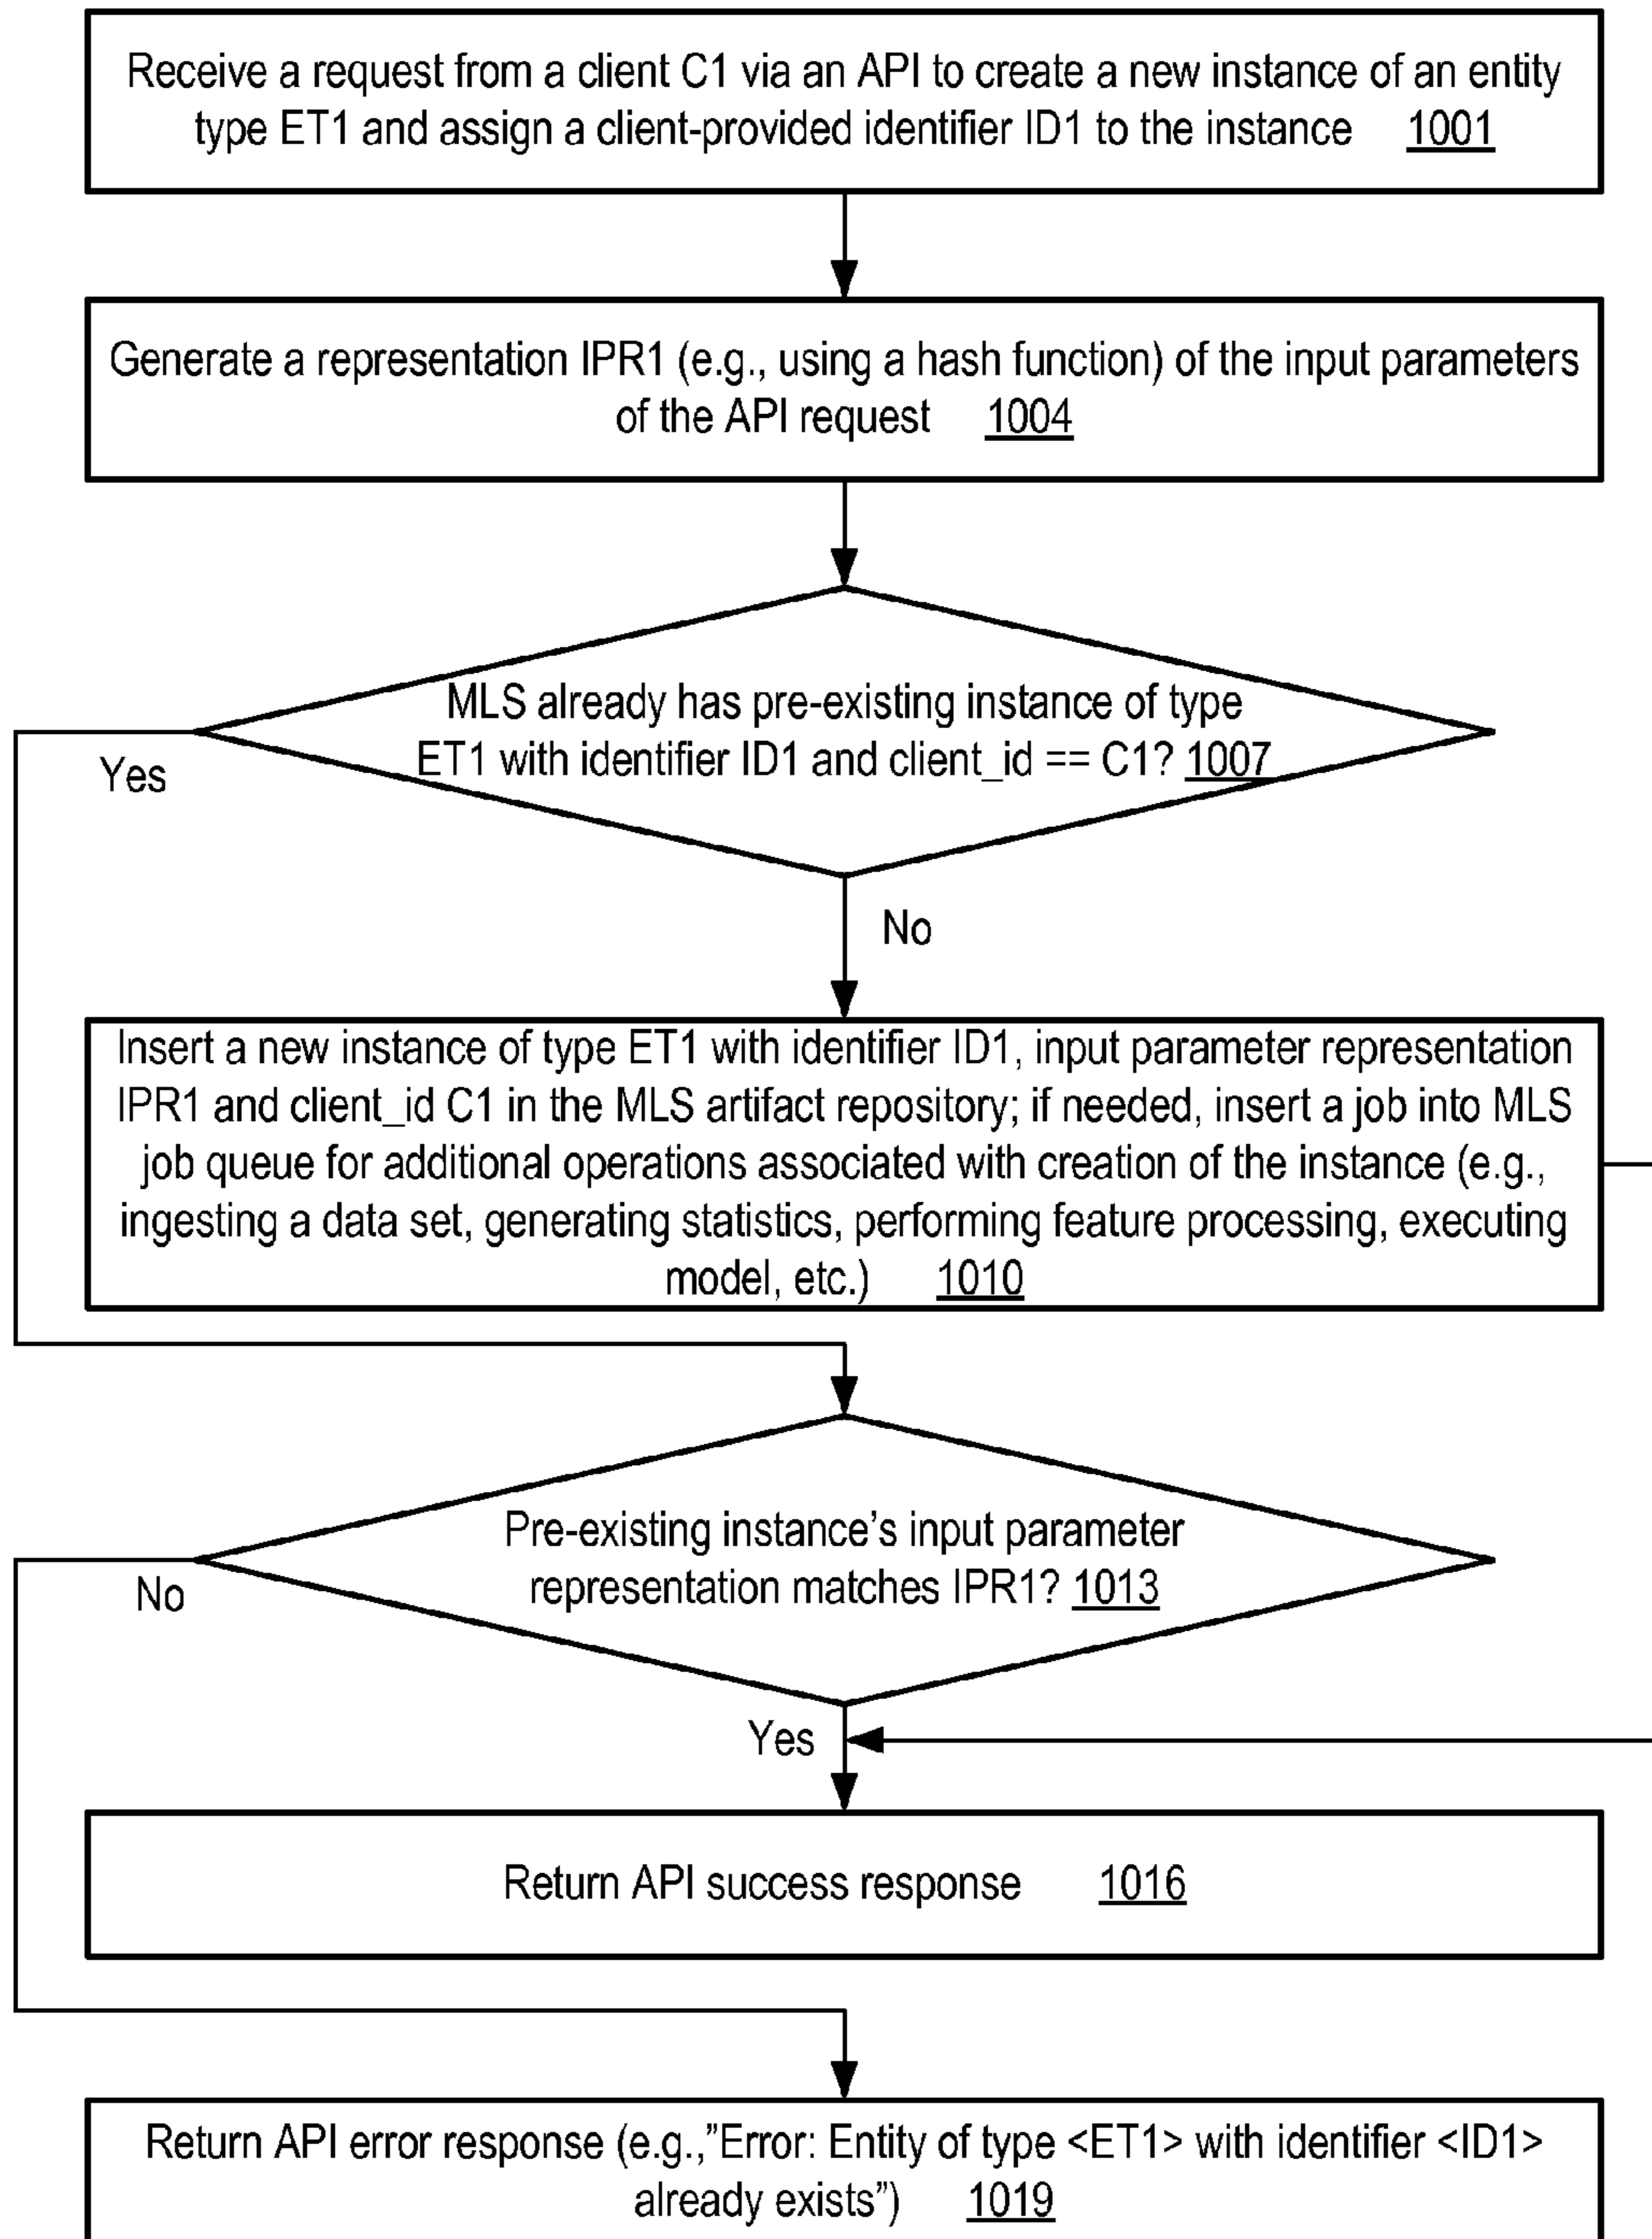 Receive a request from a client C1 via an API to create a new instance of an entity
type ET1 and assign a client-provided identifier ID1 to the instance 1001
Generate a representation IPR1 (e.g., using a hash function) of the input parameters
of the API request 1004
MLS already has pre-existing instance of type
ET1 with identifier ID1 and client_id == C1? 1007
Yes
No
Insert a new instance of type ET1 with identifier ID1, input parameter representation
IPR1 and client_id C1 in the MLS artifact repository; if needed, insert a job into MLS
job queue for additional operations associated with creation of the instance (e.g.,
ingesting a data set, generating statistics, performing feature processing, executing
model, etc.) 1010
Pre-existing instance’s input parameter
representation matches IPR1? 1013
No
Yes
Return API success response 1016
Return API error response (e.g.,”Error: Entity of type <ET1> with identifier <ID1>
already exists”) 1019